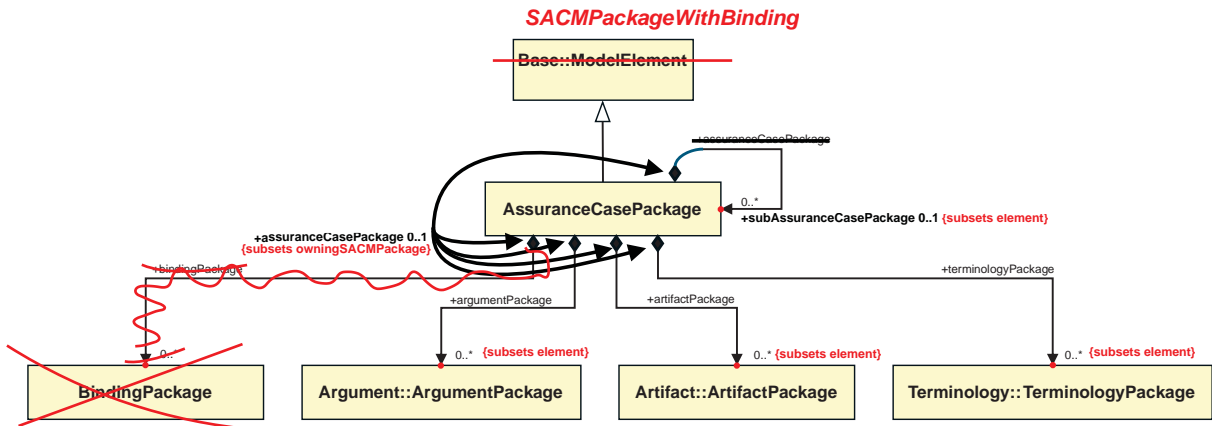 SACMPackageWithBinding
Base::ModelElement
+assuranceCasePackage
AssuranceCasePackage
0..*
+subAssuranceCasePackage 0..1 {subsets element}
+assuranceCasePackage 0..1
{subsets owningSACMPackage}
+bindingPackage
+terminologyPackage
+argumentPackage
+artifactPackage
0..*
0..* {subsets element}
0..* {subsets element}
0..* {subsets element}
BindingPackage
Argument::ArgumentPackage
Artifact::ArtifactPackage
Terminology::TerminologyPackage